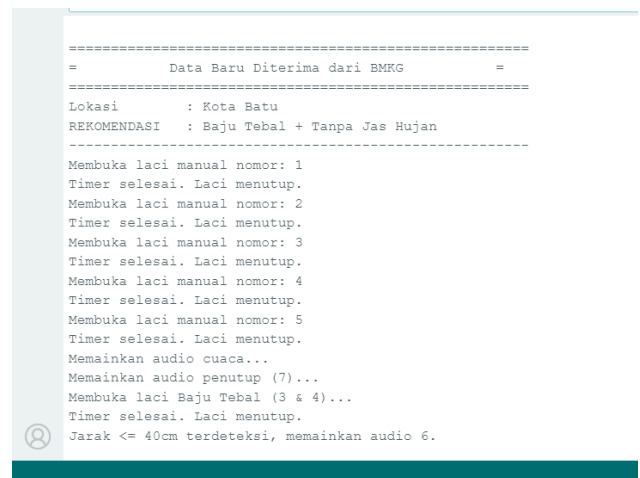 =======================================================
=           Data Baru Diterima dari BMKG           =
=======================================================
Lokasi        : Kota Batu
REKOMENDASI   : Baju Tebal + Tanpa Jas Hujan
-------------------------------------------------------
Membuka laci manual nomor: 1
Timer selesai. Laci menutup.
Membuka laci manual nomor: 2
Timer selesai. Laci menutup.
Membuka laci manual nomor: 3
Timer selesai. Laci menutup.
Membuka laci manual nomor: 4
Timer selesai. Laci menutup.
Membuka laci manual nomor: 5
Timer selesai. Laci menutup.
Memainkan audio cuaca...
Memainkan audio penutup (7)...
Membuka laci Baju Tebal (3 & 4)...
Timer selesai. Laci menutup.
Jarak <= 40cm terdeteksi, memainkan audio 6.